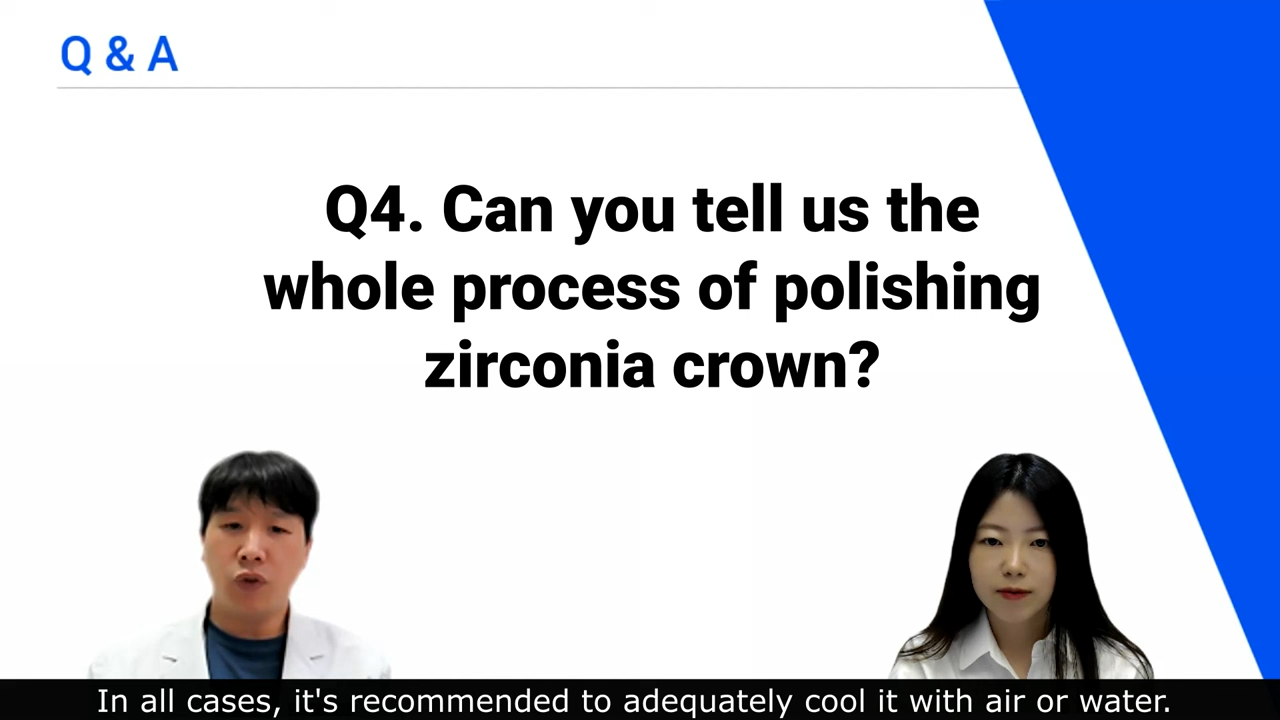 Q & A
Q4. Can you tell us the
whole process of polishing
zirconia crown?
In all cases, it's recommended to adequately cool it with air or water.